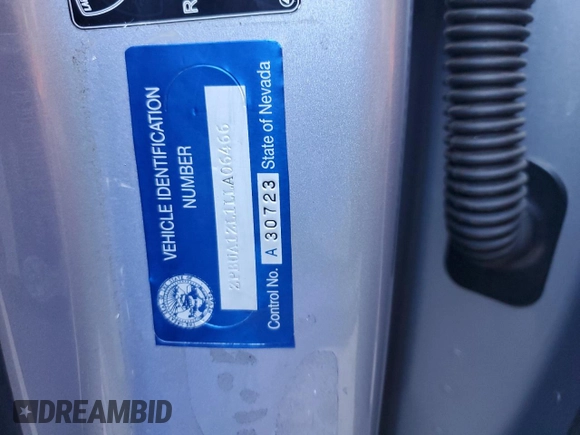 VEHICLE IDENTIFICATION
NUMBER
Control No. A 30723 State of Nevada
DREAMBID